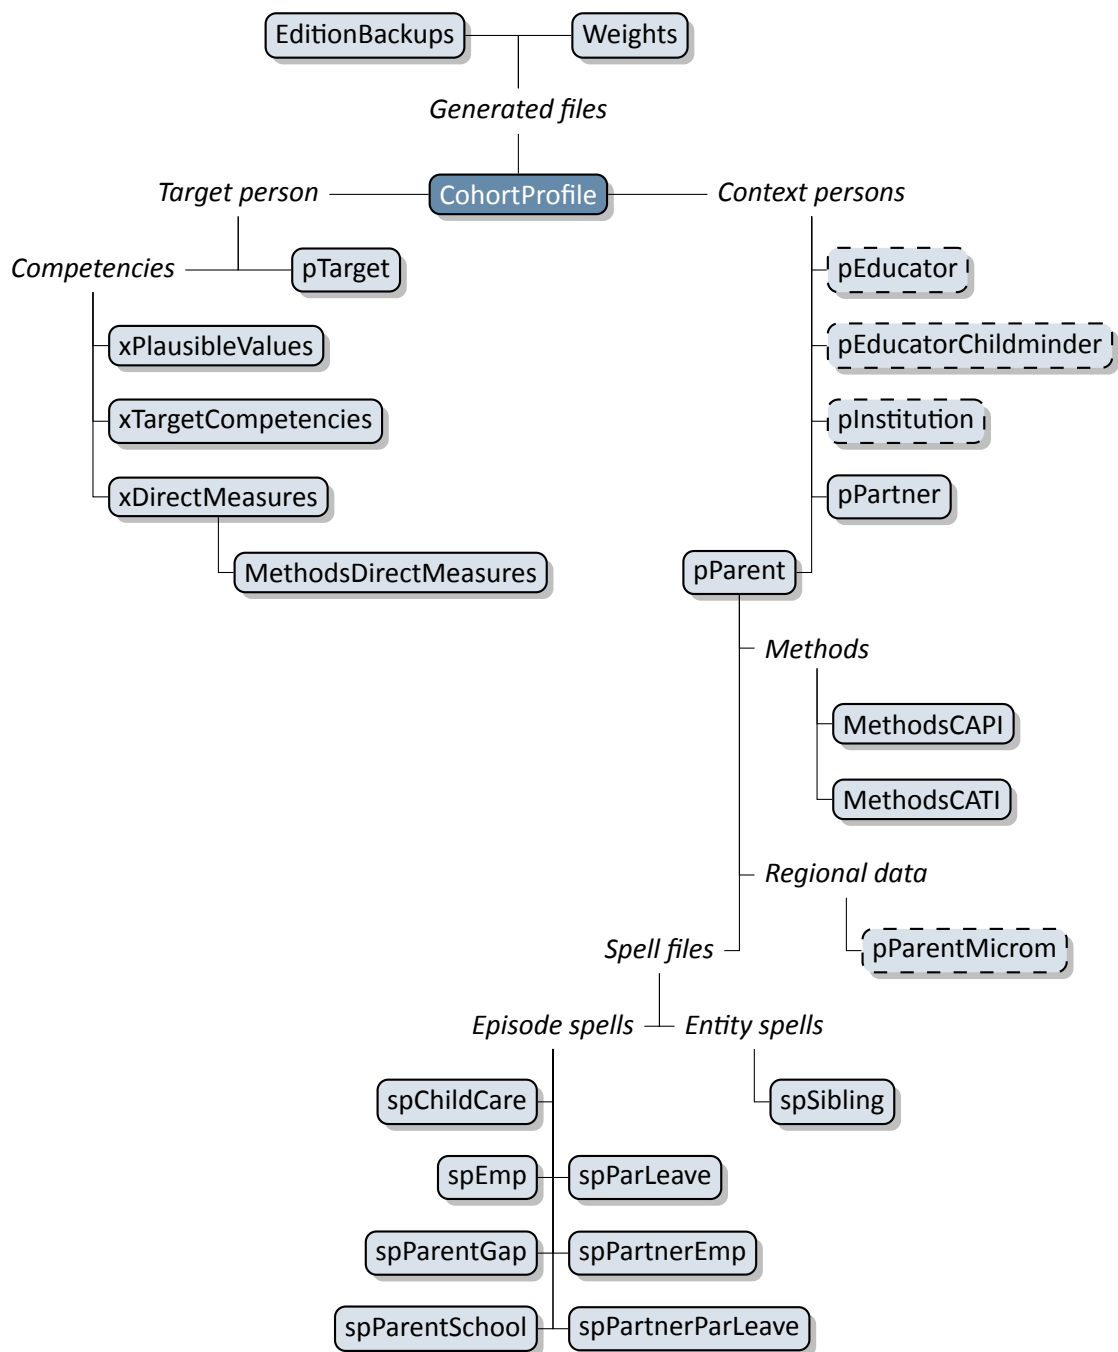 EditionBackups
Weights
Generated files
Target person
CohortProfile
Context persons
Competencies
pTarget
pEducator
xPlausibleValues
pEducatorChildminder
xTargetCompetencies
pInstitution
xDirectMeasures
pPartner
MethodsDirectMeasures
pParent
Methods
MethodsCAPI
MethodsCATI
Regional data
Spell files
pParentMicrom
Episode spells
Entity spells
spChildCare
spSibling
spEmp
spParLeave
spParentGap
spPartnerEmp
spParentSchool
spPartnerParLeave